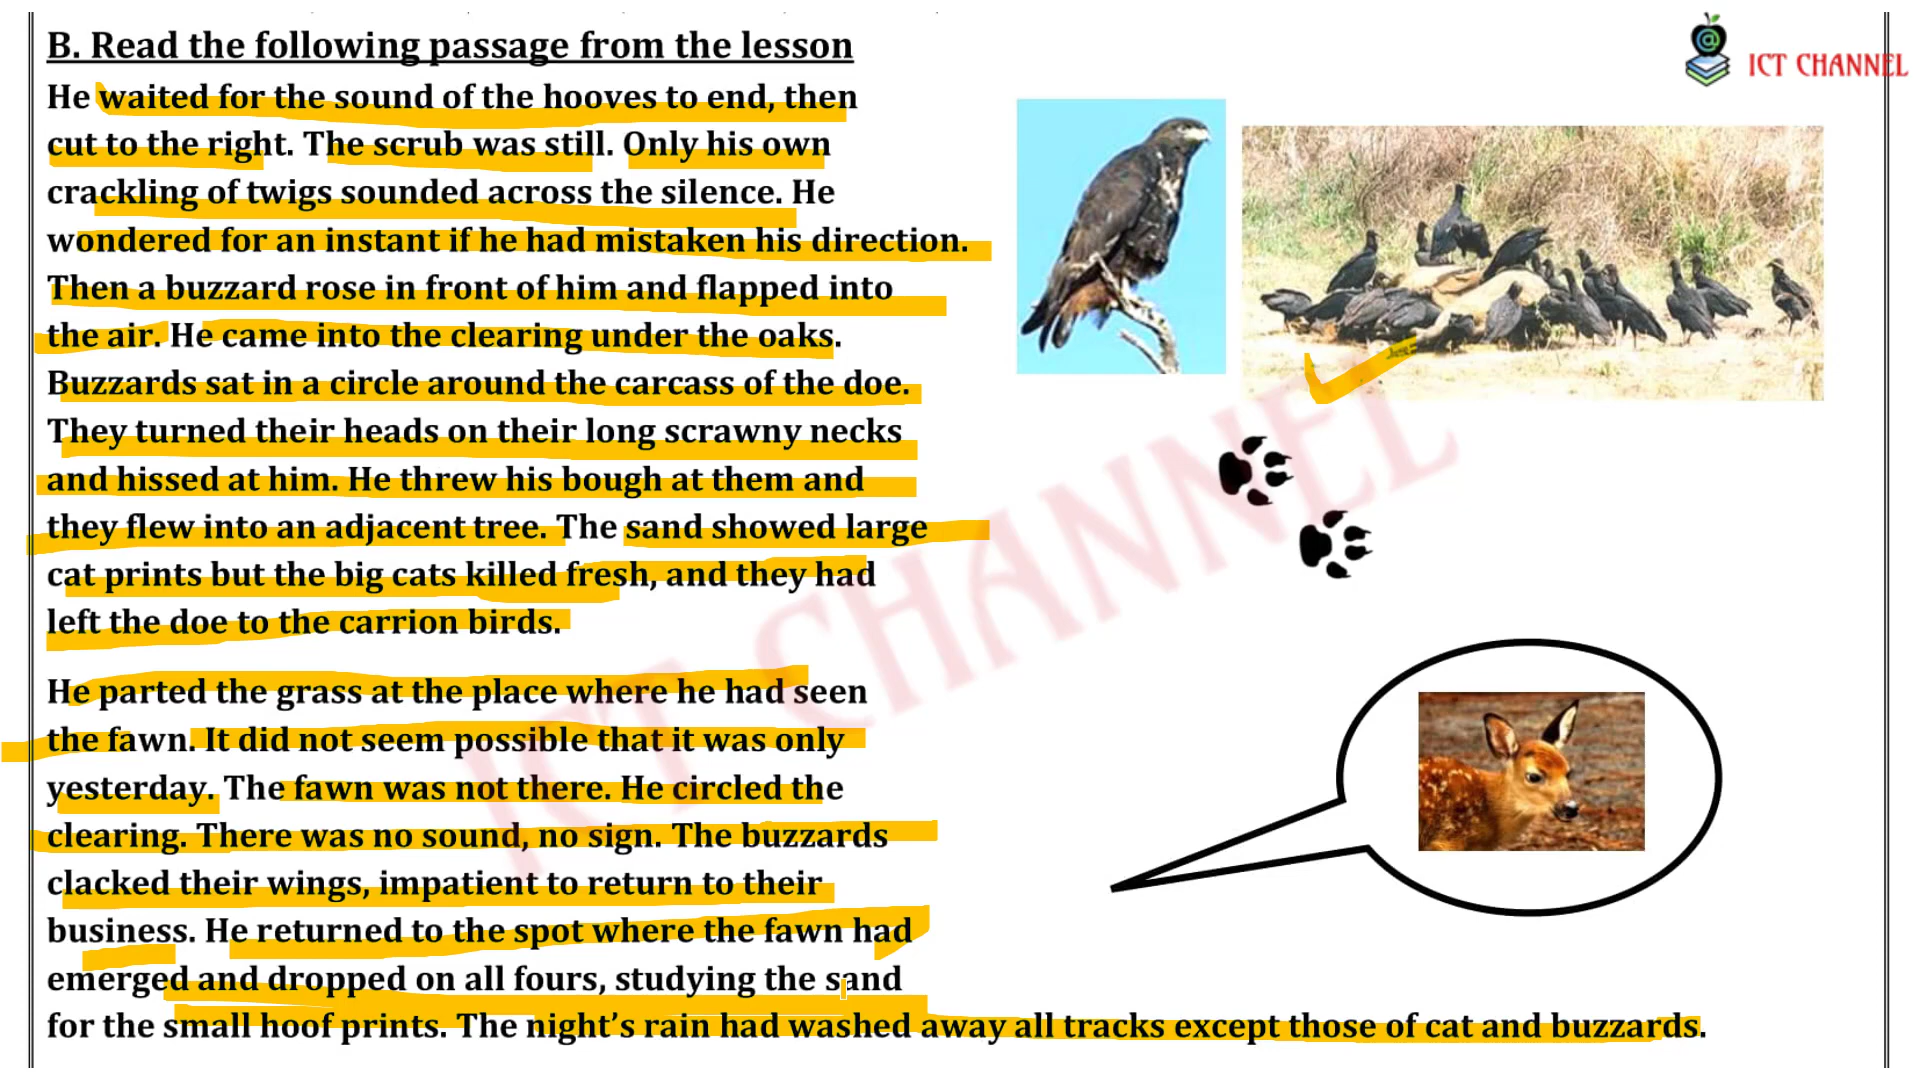 B. Read the following passage from the lesson
ICT CHANNEL
He waited for the sound of the hooves to end, then
cut to the right. The scrub was still. Only his own
crackling of twigs sounded across the silence. He
wondered for an instant if he had mistaken his direction.
Then a buzzard rose in front of him and flapped into
the air. He came into the clearing under the oaks.
Buzzards sat in a circle around the carcass of the doe.
They turned their heads on their long scrawny necks
and hissed at him. He threw his bough at them and
they flew into an adjacent tree. The sand showed large
cat prints but the big cats killed fresh, and they had
left the doe to the carrion birds.
He parted the grass at the place where he had seen
the fawn. It did not seem possible that it was only
yesterday. The fawn was not there. He circled the
clearing. There was no sound, no sign. The buzzards
clacked their wings, impatient to return to their
business. He returned to the spot where the fawn had
emerged and dropped on all fours, studying the sand
for the small hoof prints. The night’s rain had washed away all tracks except those of cat and buzzards.
ICT CHANNEL